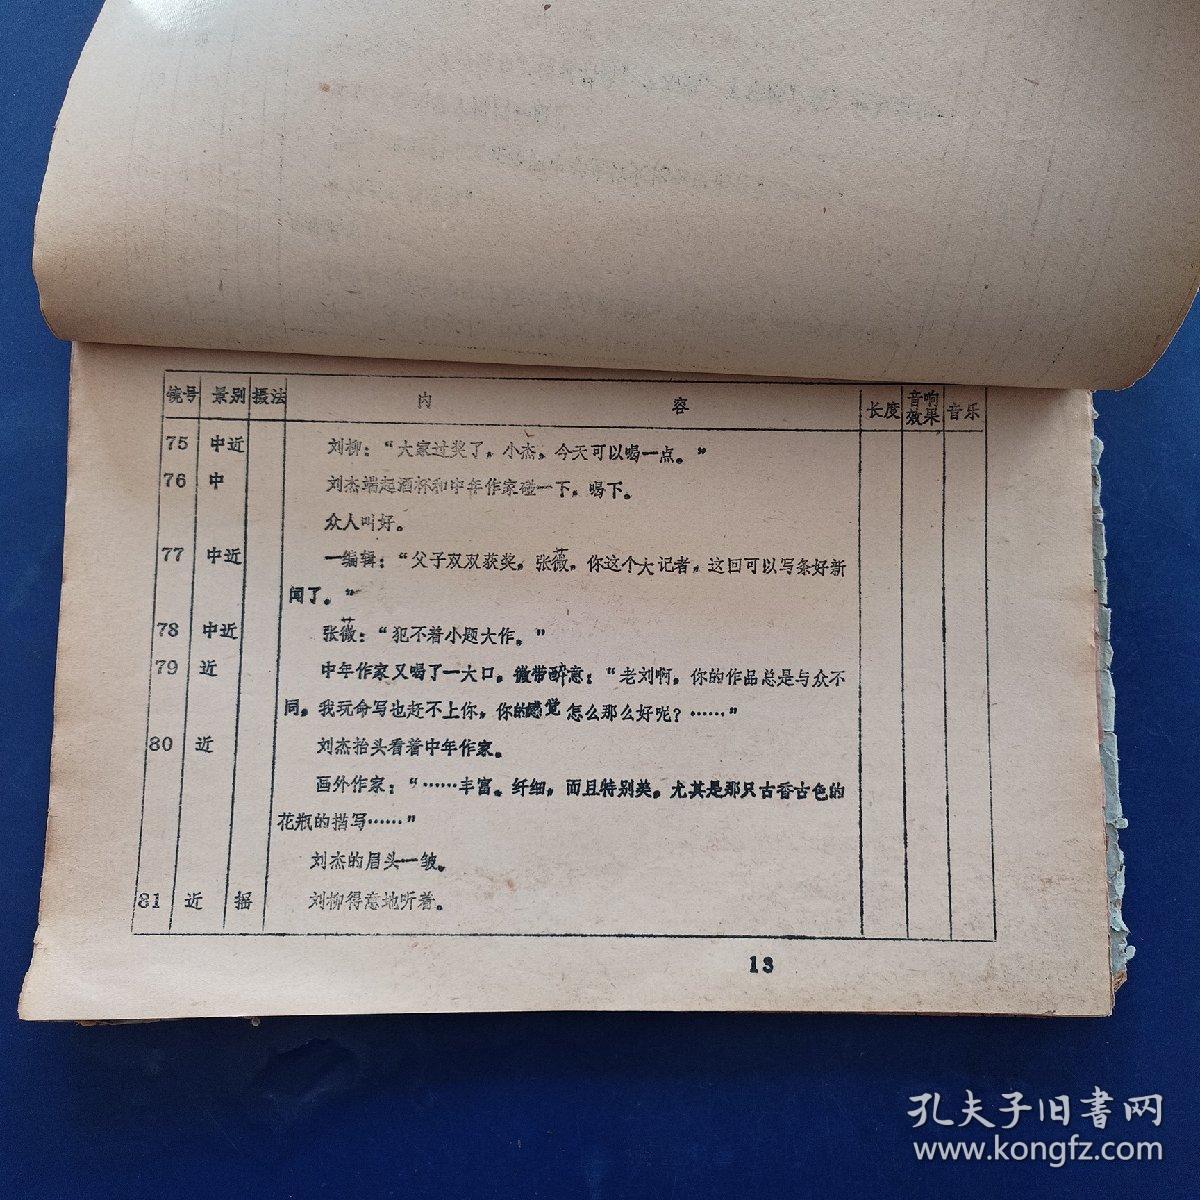 镜号 景别 摄法 内 容 长度 音响效果 音乐
75 中近 刘柳：“大家过奖了，小杰，今天可以喝一点。”
76 中 刘杰端起酒杯和中年作家碰一下，喝下。
众人叫好。
77 中近 一编辑：“父子双双获奖，张薇，你这个大记者，这回可以写条好新
闻了。”
78 中近 张薇：“犯不着小题大作。”
79 近 中年作家又喝了一大口，微带醉意：“老刘啊，你的作品总是与众不
同，我玩命写也赶不上你，你的感觉怎么那么好呢？……”
80 近 刘杰抬头看着中年作家。
画外作家：“……丰富。纤细，而且特别美。尤其是那只古香古色的
花瓶的描写……”
刘杰的眉头一皱。
81 近 摇 刘柳得意地听着。
13
孔夫子旧书网
www.kongfz.com